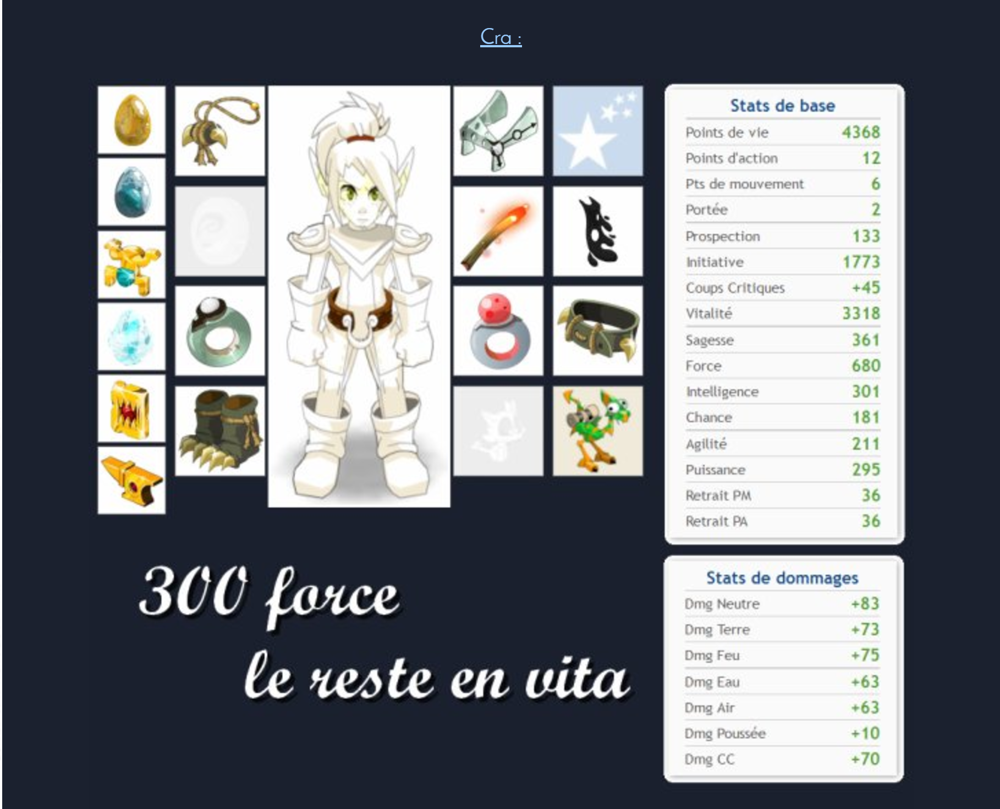 Cra :
Stats de base
Points de vie 4368
Points d'action 12
Pts de mouvement 6
Portée 2
Prospection 133
Initiative 1773
Coups Critiques +45
Vitalité 3318
Sagesse 361
Force 680
Intelligence 301
Chance 181
Agilité 211
Puissance 295
Retrait PM 36
Retrait PA 36
300 force
le reste en vita
Stats de dommages
Dmg Neutre +83
Dmg Terre +73
Dmg Feu +75
Dmg Eau +63
Dmg Air +63
Dmg Poussée +10
Dmg CC +70